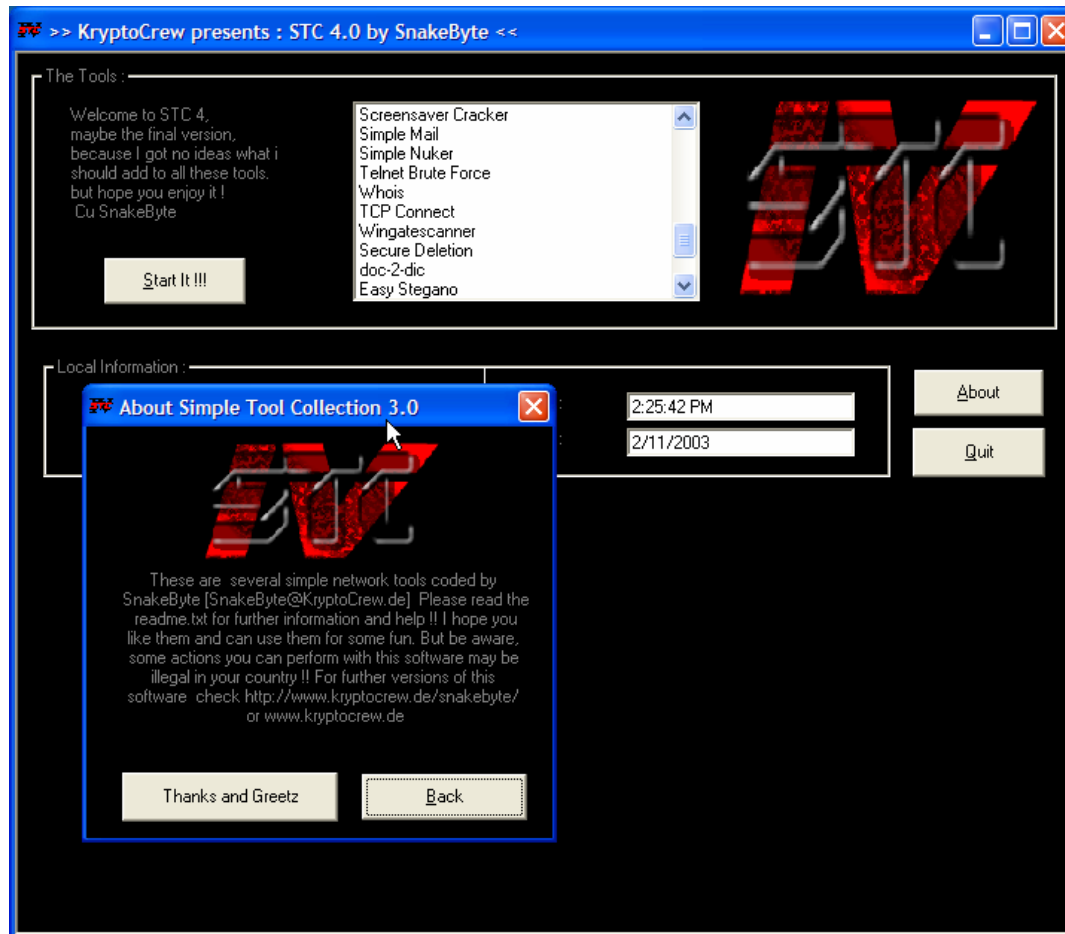 >> KryptoCrew presents : STC 4.0 by SnakeByte <<
The Tools :
Welcome to STC 4,
maybe the final version,
because I got no ideas what i
should add to all these tools.
but hope you enjoy it !
Cu SnakeByte
Start It !!!
Screensaver Cracker
Simple Mail
Simple Nuker
Telnet Brute Force
Whois
TCP Connect
Wingatescanner
Secure Deletion
doc-2-dic
Easy Stegano
STC
Local Information :
:
2:25:42 PM
:
2/11/2003
About
Quit
About Simple Tool Collection 3.0
STC
These are several simple network tools coded by
SnakeByte [SnakeByte@KryptoCrew.de] Please read the
readme.txt for further information and help !! I hope you
like them and can use them for some fun. But be aware,
some actions you can perform with this software may be
illegal in your country !! For further versions of this
software check http://www.kryptocrew.de/snakebyte/
or www.kryptocrew.de
Thanks and Greetz
Back